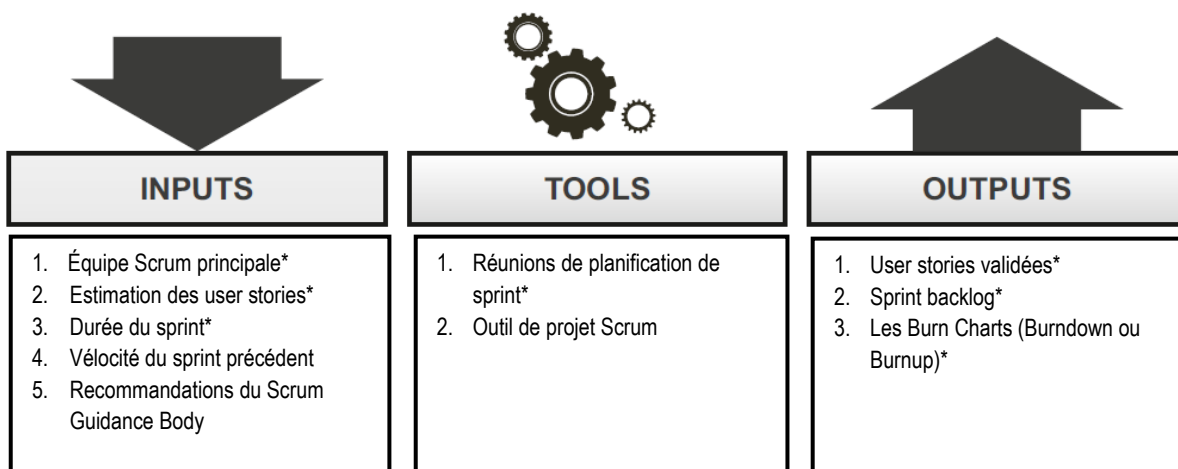 INPUTS
1. Équipe Scrum principale*
2. Estimation des user stories*
3. Durée du sprint*
4. Vélocité du sprint précédent
5. Recommandations du Scrum
Guidance Body
TOOLS
1. Réunions de planification de
sprint*
2. Outil de projet Scrum
OUTPUTS
1. User stories validées*
2. Sprint backlog*
3. Les Burn Charts (Burndown ou
Burnup)*